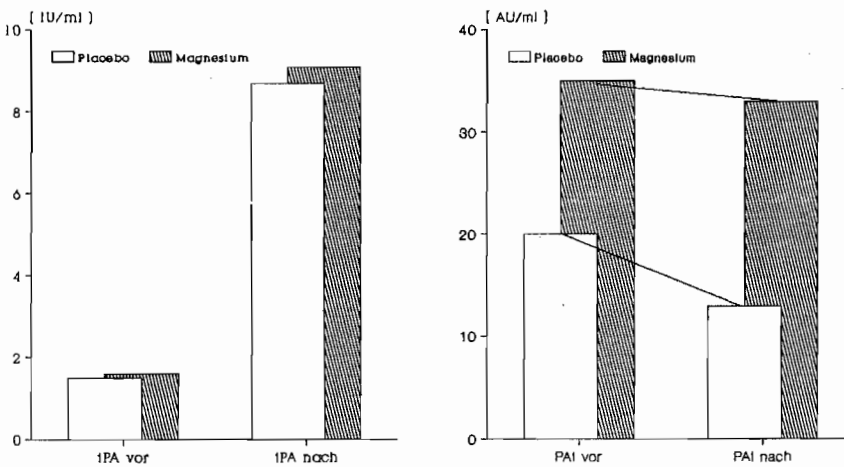 [ IU/ml ]
10
8
6
4
2
0
Placebo Magnesium
tPA vor tPA nach
[ AU/ml ]
40
30
20
10
0
Placebo Magnesium
PAI vor PAI nach